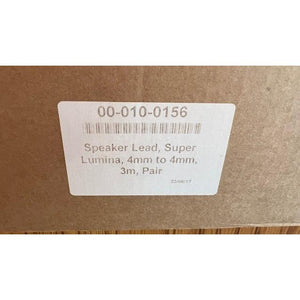 00-010-0156
Speaker Lead, Super
Lumina, 4mm to 4mm,
3m, Pair